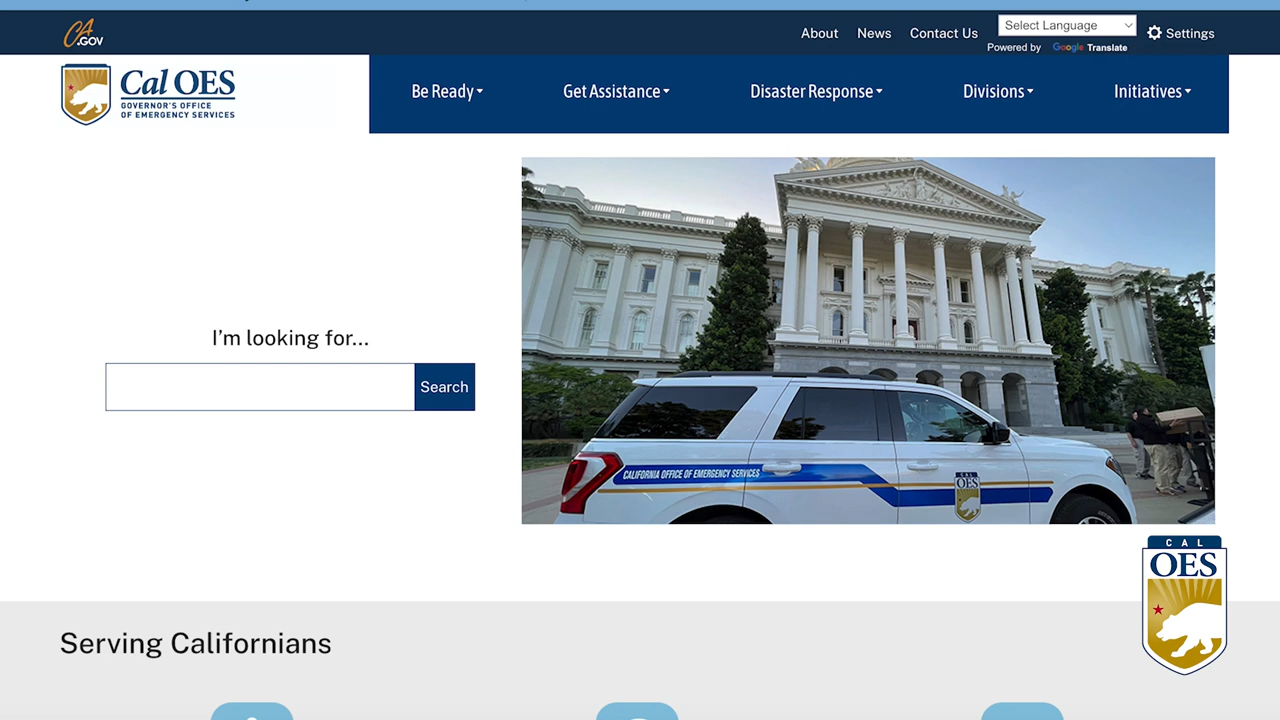 CA.GOV
About News Contact Us Select Language Settings
Powered by Google Translate
Cal OES
GOVERNOR'S OFFICE
OF EMERGENCY SERVICES
Be Ready Get Assistance Disaster Response Divisions Initiatives
I'm looking for...
Search
CALIFORNIA OFFICE OF EMERGENCY SERVICES
CAL
OES
CAL
OES
Serving Californians